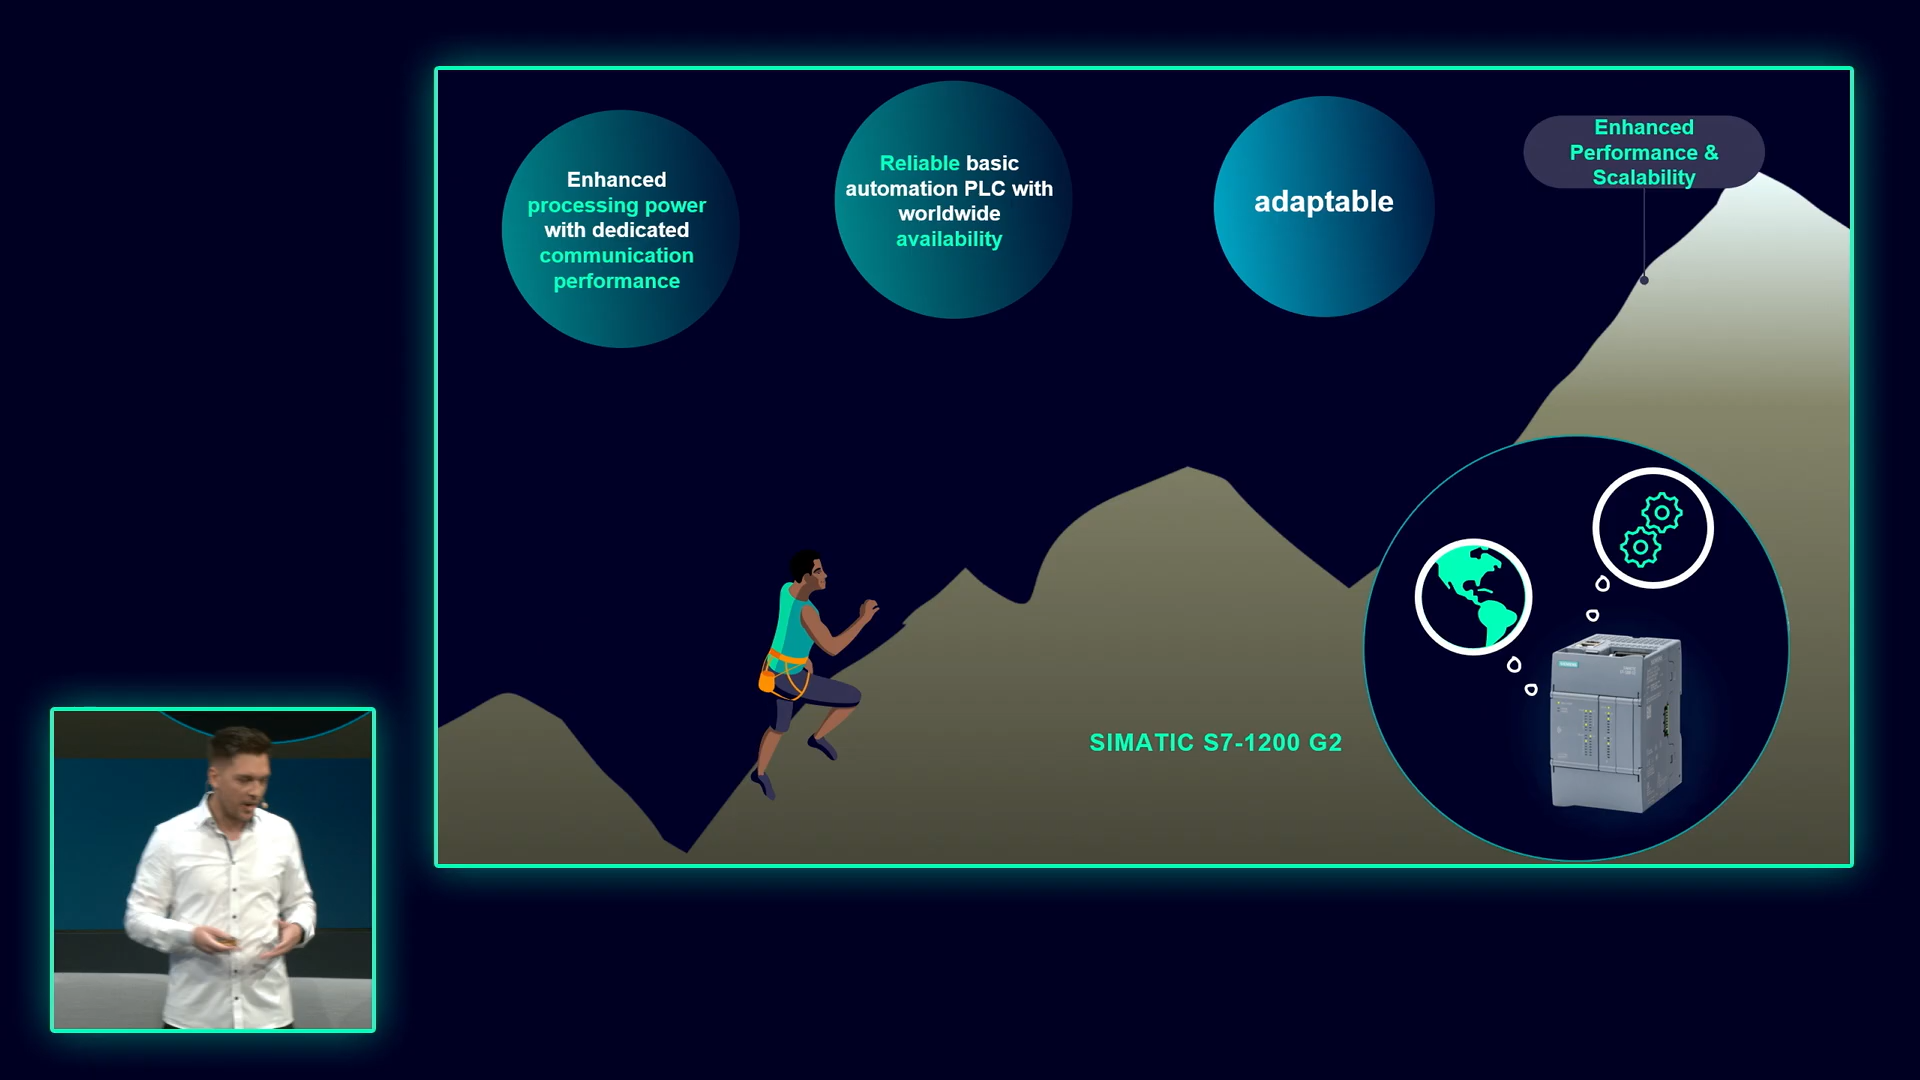 Enhanced
processing power
with dedicated
communication
performance
Reliable basic
automation PLC with
worldwide
availability
adaptable
Enhanced
Performance &
Scalability
SIMATIC S7-1200 G2